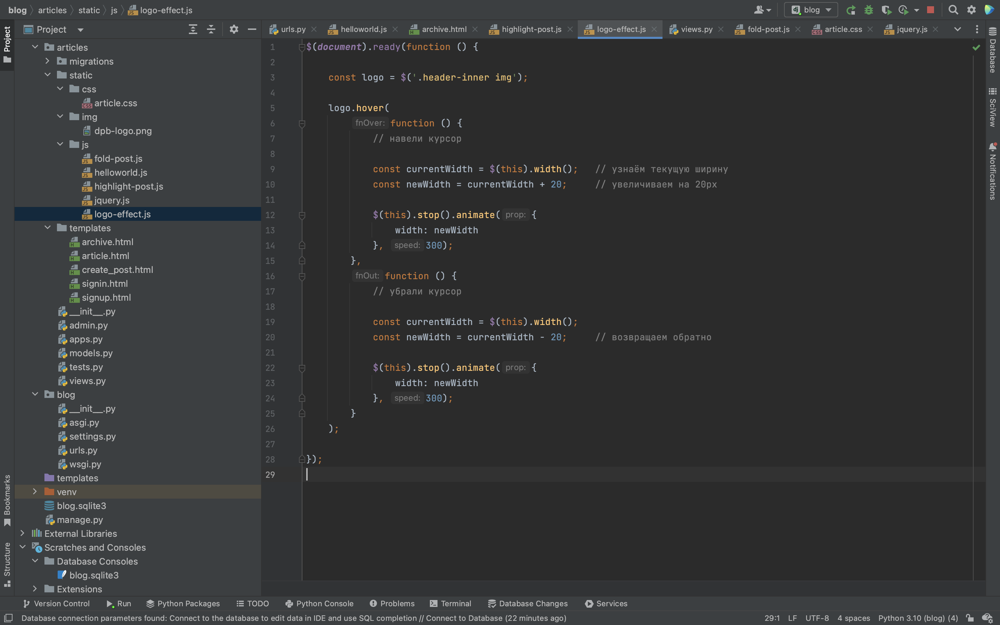 blog articles static js logo-effect.js
blog
Project
Project
urls.py helloworld.js archive.html highlight-post.js logo-effect.js views.py fold-post.js article.css jquery.js
articles
migrations
static
css
article.css
img
dpb-logo.png
js
fold-post.js
helloworld.js
highlight-post.js
jquery.js
logo-effect.js
templates
archive.html
article.html
create_post.html
signin.html
signup.html
__init__.py
admin.py
apps.py
models.py
tests.py
views.py
blog
__init__.py
asgi.py
settings.py
urls.py
wsgi.py
templates
venv
blog.sqlite3
manage.py
External Libraries
Scratches and Consoles
Database Consoles
blog.sqlite3
Extensions
Bookmarks
Structure
1 $(document).ready(function () {
2
3 const logo = $('.header-inner img');
4
5 logo.hover(
6 fnOver: function () {
7 // навели курсор
8
9 const currentWidth = $(this).width(); // узнаём текущую ширину
10 const newWidth = currentWidth + 20; // увеличиваем на 20px
11
12 $(this).stop().animate( prop: {
13 width: newWidth
14 }, speed: 300);
15 },
16 fnOut: function () {
17 // убрали курсор
18
19 const currentWidth = $(this).width();
20 const newWidth = currentWidth - 20; // возвращаем обратно
21
22 $(this).stop().animate( prop: {
23 width: newWidth
24 }, speed: 300);
25 }
26 );
27
28 });
29
Database
SciView
Notifications
Version Control Run Python Packages TODO Python Console Problems Terminal Database Changes Services
Database connection parameters found: Connect to the database to edit data in IDE and use SQL completion // Connect to Database (22 minutes ago) 29:1 LF UTF-8 4 spaces Python 3.10 (blog) (4)